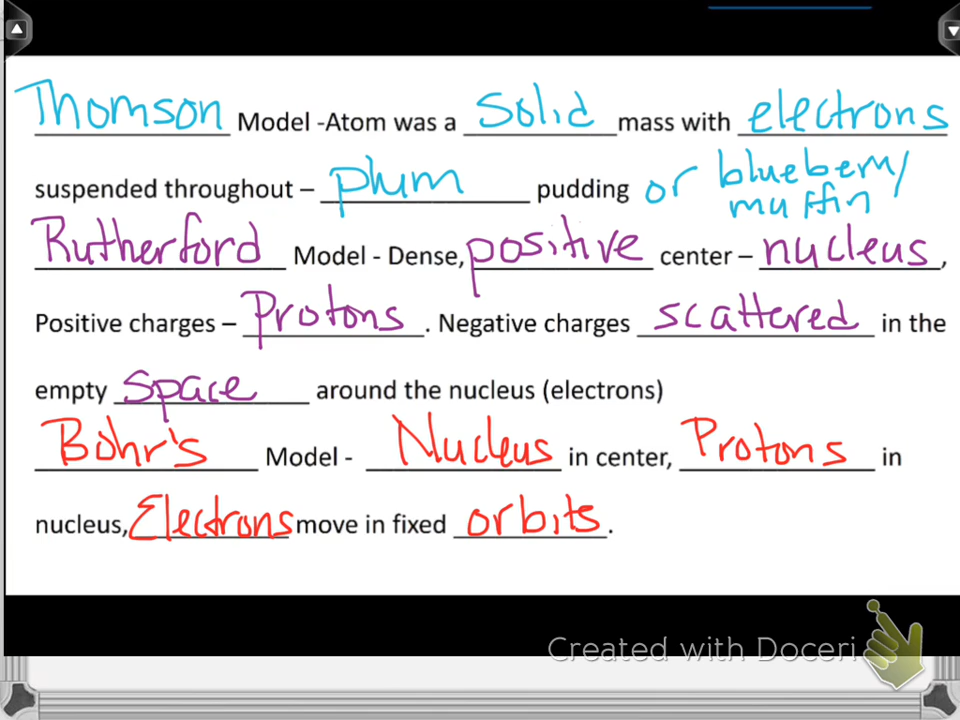 Thomson Model -Atom was a Solid mass with electrons
suspended throughout – plum pudding or blueberry
muffin
Rutherford Model - Dense, positive center – nucleus,
Positive charges – Protons. Negative charges scattered in the
empty space around the nucleus (electrons)
Bohr's Model - Nucleus in center, Protons in
nucleus, Electrons move in fixed orbits.
Created with Doceri